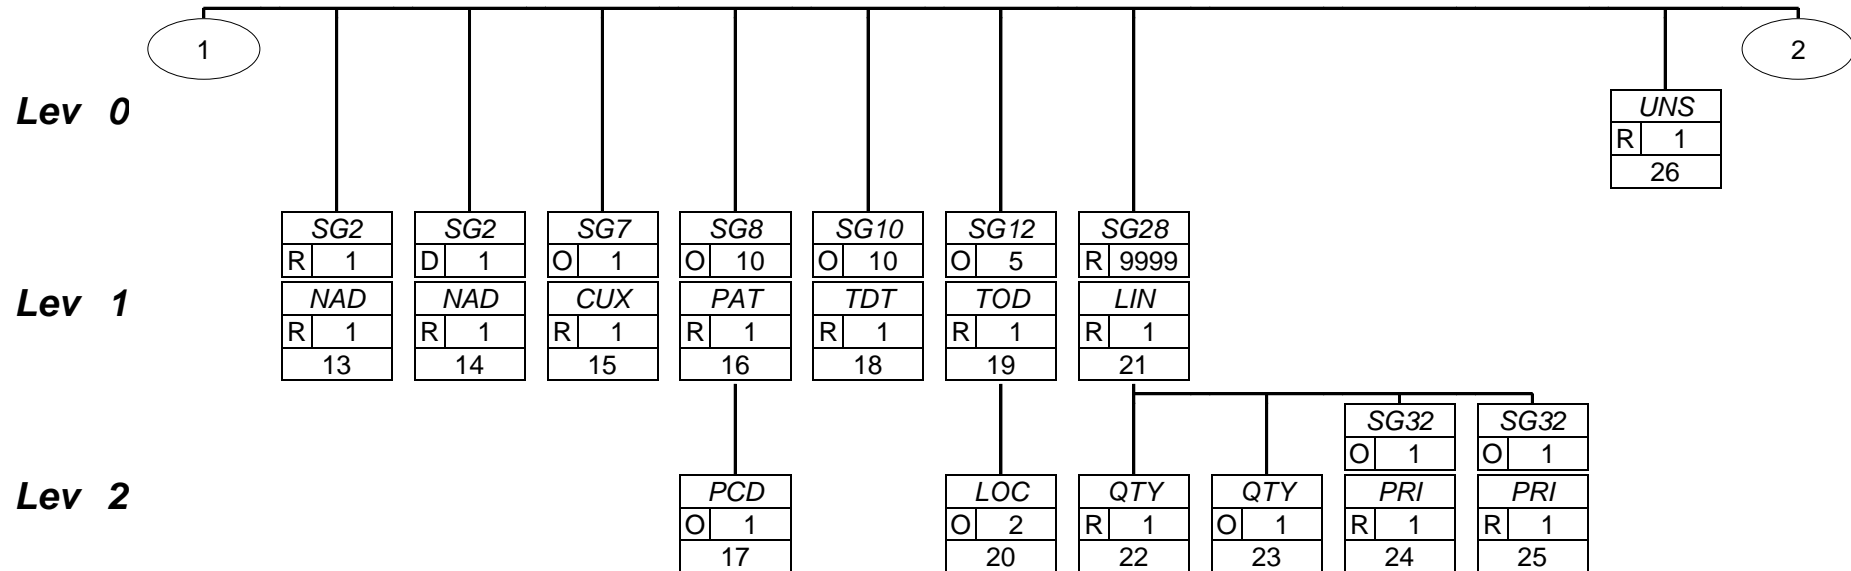 1 2
Lev 0
UNS
R 1
26
SG2 SG2 SG7 SG8 SG10 SG12 SG28
R 1 D 1 O 1 O 10 O 10 O 5 R 9999
Lev 1
NAD NAD CUX PAT TDT TOD LIN
R 1 R 1 R 1 R 1 R 1 R 1 R 1
13 14 15 16 18 19 21
SG32 SG32
O 1 O 1
Lev 2
PCD LOC QTY QTY PRI PRI
O 1 O 2 R 1 O 1 R 1 R 1
17 20 22 23 24 25